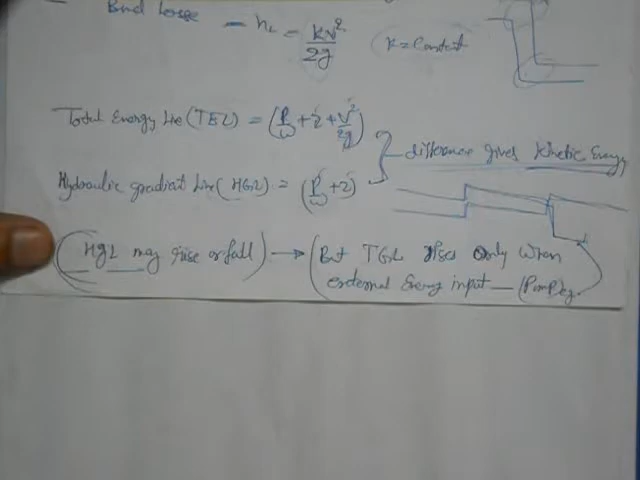 Bend Losse - hL = kv²/2g K = Constant
Total Energy Line (TEL) = (P/w + z + v²/2g)
difference gives kinetic Energy
Hydraulic gradient Line (HGL) = (P/w + z)
(HGL may rise or fall) → (But TEL rises Only When
external Energy input — (Pump)